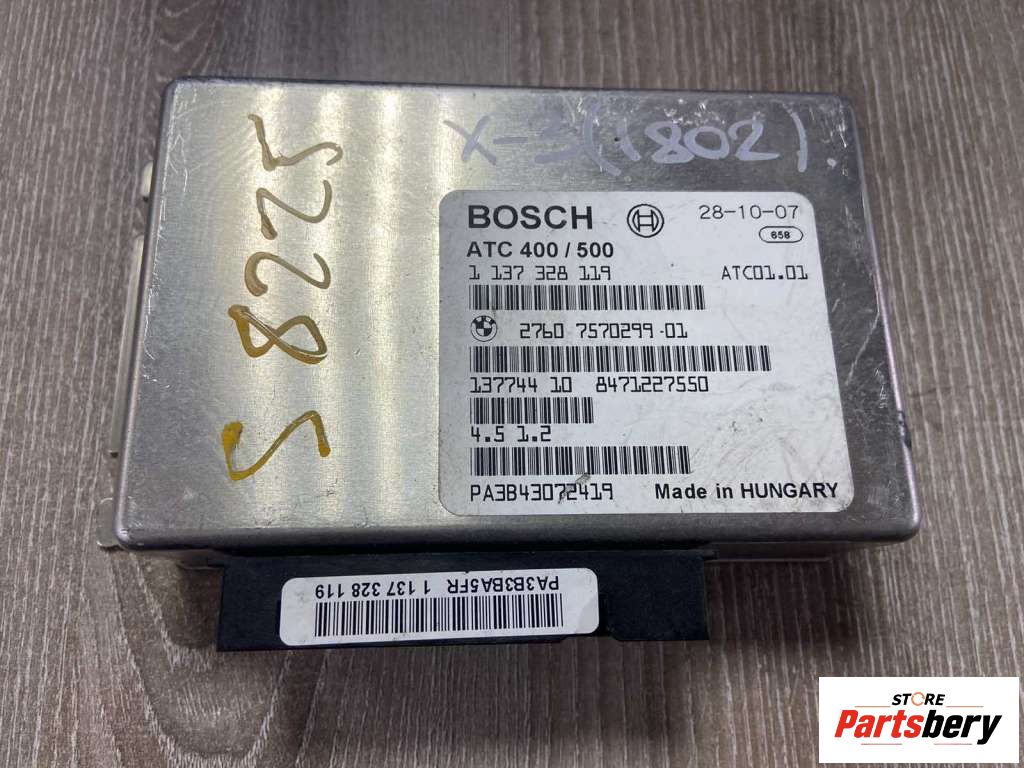 X-3 (1802)
S 8225
BOSCH 28-10-07
658
ATC 400 / 500
1 137 328 119 ATC01.01
2760 7570299-01
137744 10 8471227550
4.5 1.2
PA3B43072419 Made in HUNGARY
PA3B3BA5FR 1 137 328 119
STORE
Partsbery